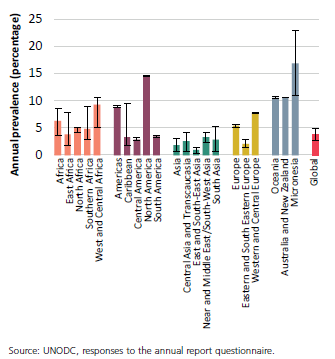 Annual prevalence (percentage)
25
20
15
10
5
0
Africa
East Africa
North Africa
Southern Africa
West and Central Africa
Americas
Caribbean
Central America
North America
South America
Asia
Central Asia and Transcaucasia
East and South-East Asia
Near and Middle East/South-West Asia
South Asia
Europe
Eastern and South Eastern Europe
Western and Central Europe
Oceania
Australia and New Zealand
Micronesia
Global
Source: UNODC, responses to the annual report questionnaire.